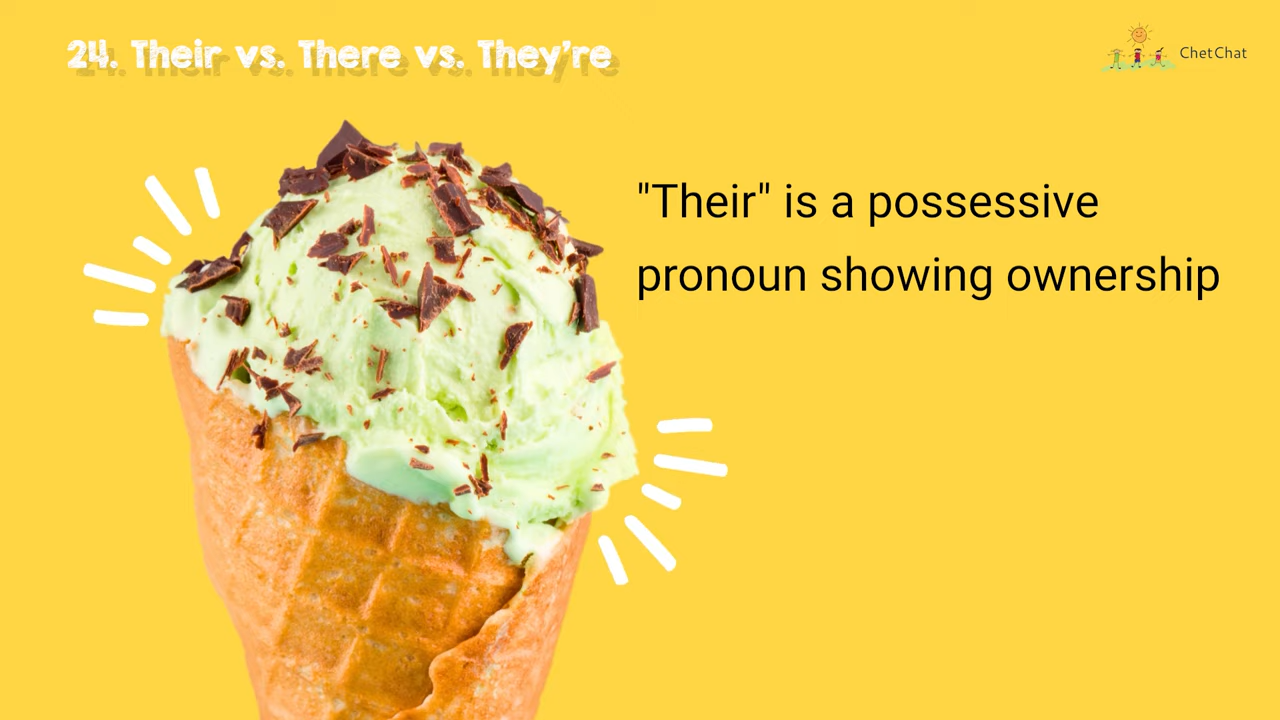 24. Their vs. There vs. They're
ChetChat
"Their" is a possessive
pronoun showing ownership